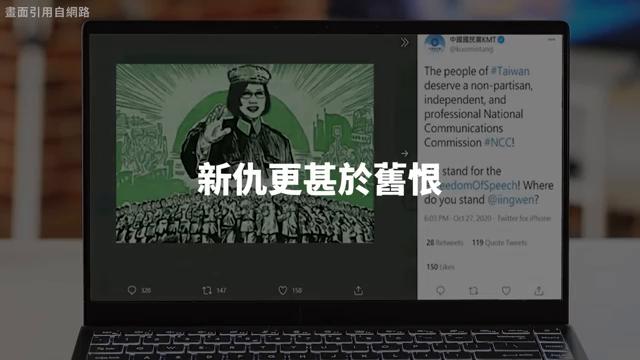 畫面引用自網路
中國國民黨KMT
@kuomintang
The people of #Taiwan
deserve a non-partisan,
independent, and
professional National
Communications
Commission #NCC!
stand for the
edomOfSpeech! Where
do you stand @iingwen?
6:03 PM · Oct 27, 2020 · Twitter for iPhone
28 Retweets 119 Quote Tweets
150 Likes
新仇更甚於舊恨
320 147 150